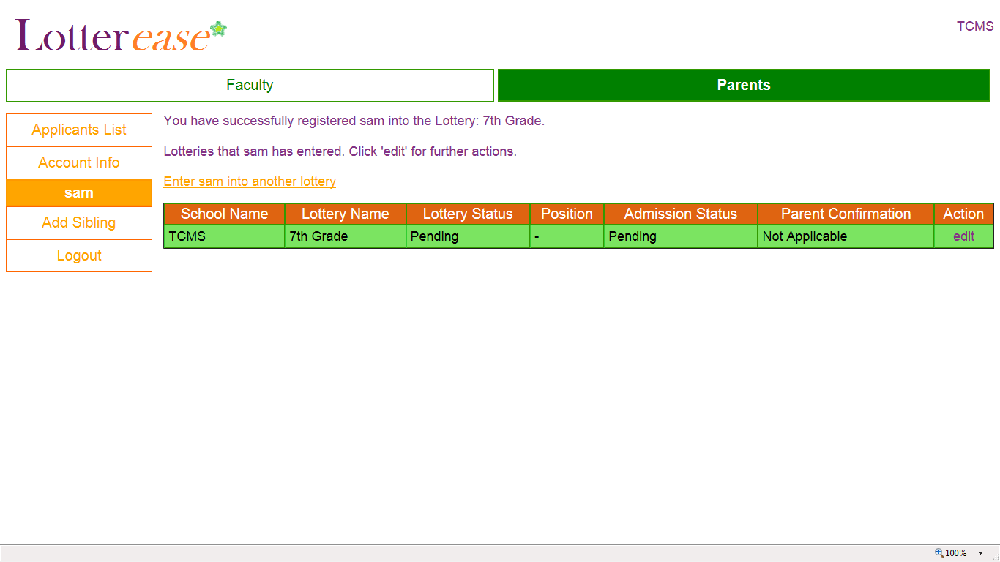 Lotterease
TCMS
Faculty
Parents
Applicants List
Account Info
sam
Add Sibling
Logout
You have successfully registered sam into the Lottery: 7th Grade.
Lotteries that sam has entered. Click 'edit' for further actions.
Enter sam into another lottery
School Name Lottery Name Lottery Status Position Admission Status Parent Confirmation Action
TCMS 7th Grade Pending - Pending Not Applicable edit
100%